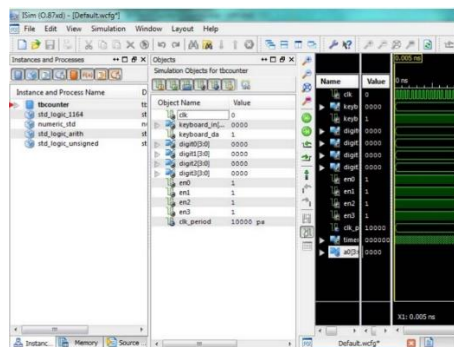 ISim (O.87xd) - [Default.wcfg*]
File Edit View Simulation Window Layout Help
Instances and Processes
Objects
Simulation Objects for tbcounter
Instance and Process Name
tbcounter
std_logic_1164
numeric_std
std_logic_arith
std_logic_unsigned
Object Name Value
clk 0
keyboard_in[... 0000
keyboard_da 1
digit0[3:0] 0000
digit1[3:0] 0000
digit2[3:0] 0000
digit3[3:0] 0000
en0 1
en1 1
en2 1
en3 1
clk_period 10000 pa
0.005 ns
Name Value
0 ns
clk 0
keyb 0000
keyb 1
digit 0000
digit 0000
digit 0000
digit 0000
en0 1
en1 1
en2 1
en3 1
clk_p 10000
time 000000
a0[3: 0000
X1: 0.005 ns
Instanc... Memory Source ...
Default.wcfg*